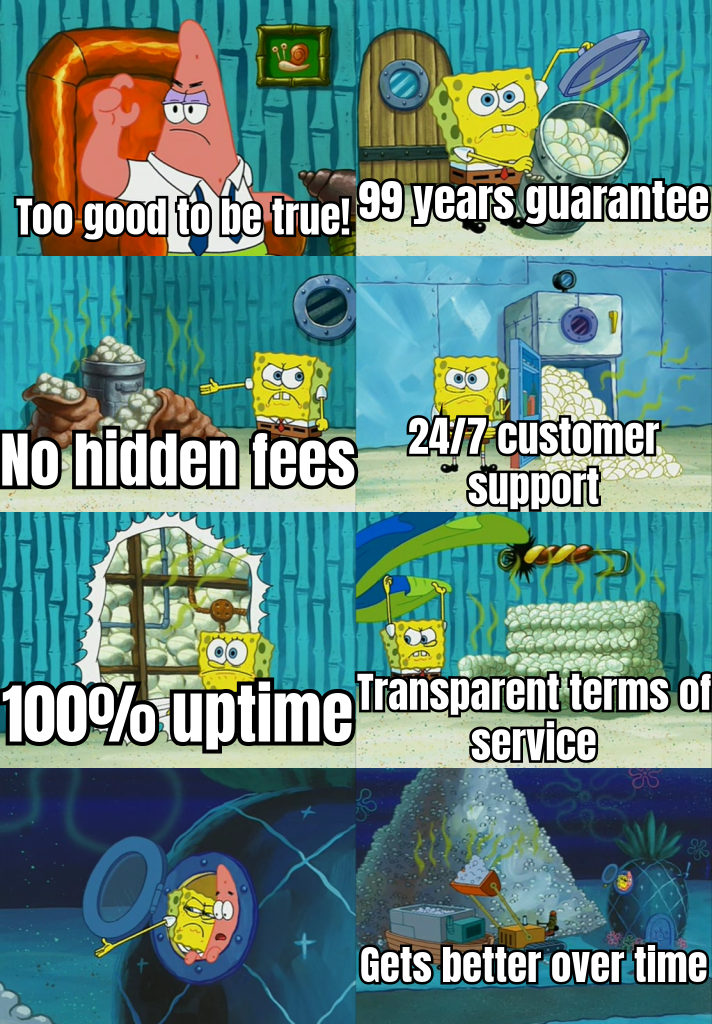 Too good to be true!
99 years guarantee
No hidden fees
24/7 customer
support
100% uptime
Transparent terms of
service
Gets better over time